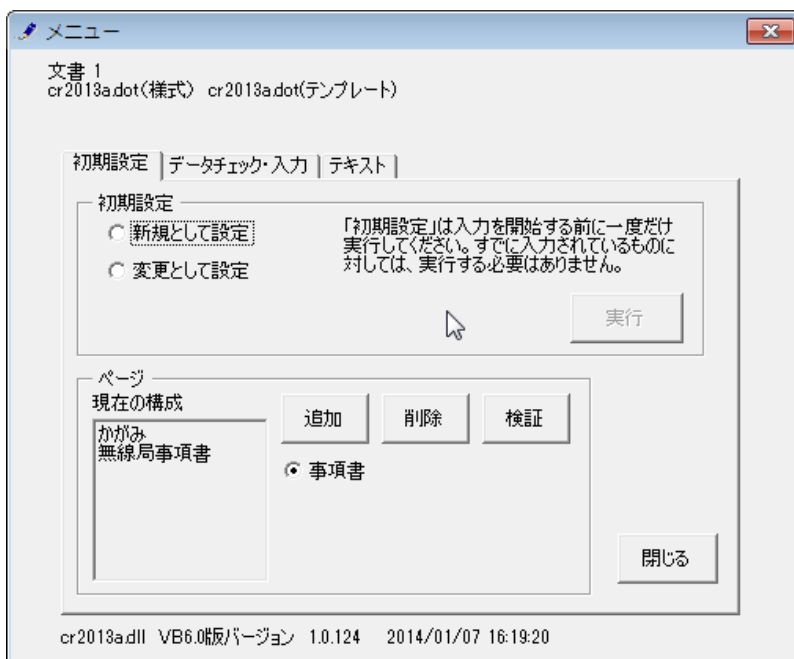 メニュー
文書 1
cr2013a.dot(様式) cr2013a.dot(テンプレート)
初期設定 データチェック・入力 テキスト
初期設定
新規として設定
変更として設定
「初期設定」は入力を開始する前に一度だけ
実行してください。すでに入力されているものに
対しては、実行する必要はありません。
実行
ページ
現在の構成
かがみ
無線局事項書
追加 削除 検証
事項書
閉じる
cr2013a.dll VB6.0版バージョン 1.0.124 2014/01/07 16:19:20